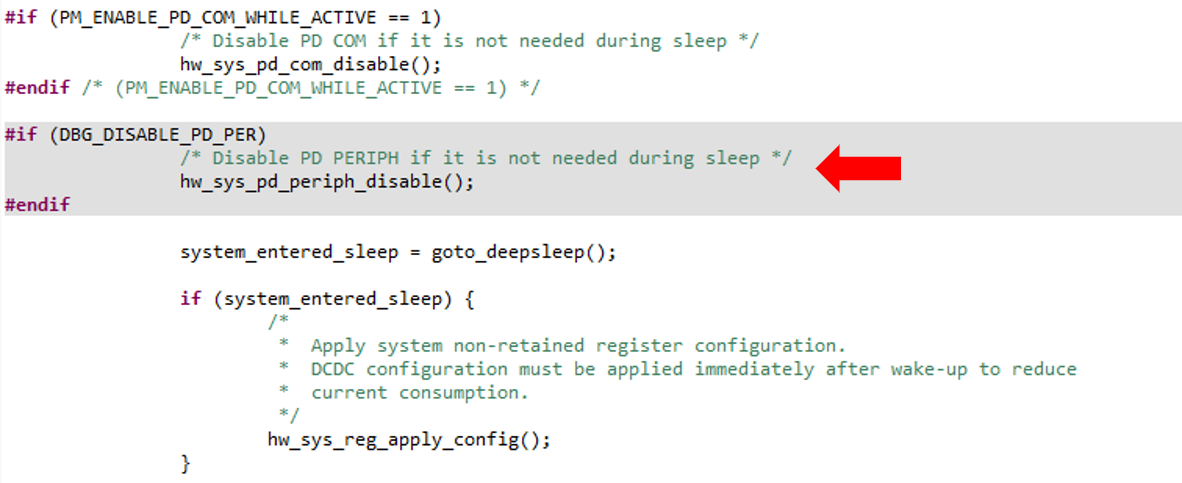 #if (PM_ENABLE_PD_COM_WHILE_ACTIVE == 1)
/* Disable PD COM if it is not needed during sleep */
hw_sys_pd_com_disable();
#endif /* (PM_ENABLE_PD_COM_WHILE_ACTIVE == 1) */
#if (DBG_DISABLE_PD_PER)
/* Disable PD PERIPH if it is not needed during sleep */
hw_sys_pd_periph_disable();
#endif
system_entered_sleep = goto_deepsleep();
if (system_entered_sleep) {
/*
* Apply system non-retained register configuration.
* DCDC configuration must be applied immediately after wake-up to reduce
* current consumption.
*/
hw_sys_reg_apply_config();
}